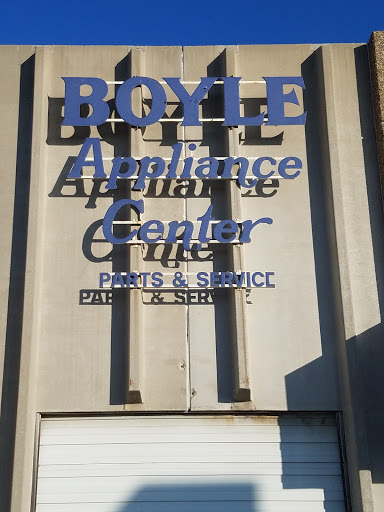 BOYLE
Appliance
Center
PARTS & SERVICE